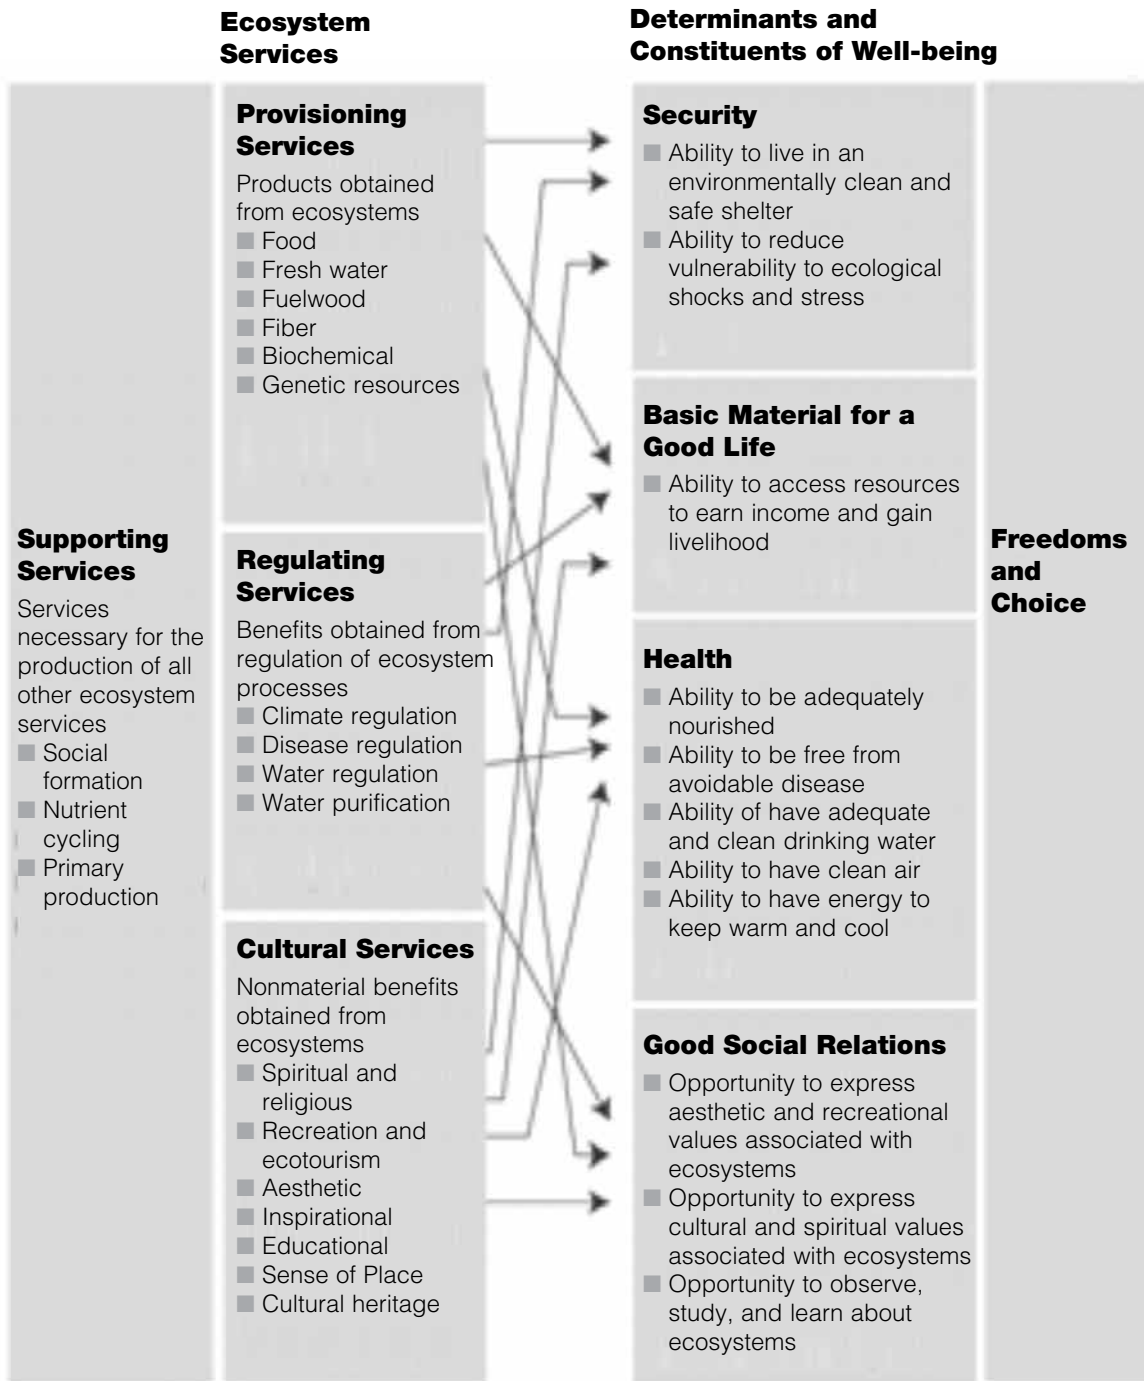 Ecosystem
Services
Determinants and
Constituents of Well-being
Supporting
Services
Services
necessary for the
production of all
other ecosystem
services
Social
formation
Nutrient
cycling
Primary
production
Provisioning
Services
Products obtained
from ecosystems
Food
Fresh water
Fuelwood
Fiber
Biochemical
Genetic resources
Regulating
Services
Benefits obtained from
regulation of ecosystem
processes
Climate regulation
Disease regulation
Water regulation
Water purification
Cultural Services
Nonmaterial benefits
obtained from
ecosystems
Spiritual and
religious
Recreation and
ecotourism
Aesthetic
Inspirational
Educational
Sense of Place
Cultural heritage
Security
Ability to live in an
environmentally clean and
safe shelter
Ability to reduce
vulnerability to ecological
shocks and stress
Basic Material for a
Good Life
Ability to access resources
to earn income and gain
livelihood
Health
Ability to be adequately
nourished
Ability to be free from
avoidable disease
Ability of have adequate
and clean drinking water
Ability to have clean air
Ability to have energy to
keep warm and cool
Good Social Relations
Opportunity to express
aesthetic and recreational
values associated with
ecosystems
Opportunity to express
cultural and spiritual values
associated with ecosystems
Opportunity to observe,
study, and learn about
ecosystems
Freedoms
and
Choice